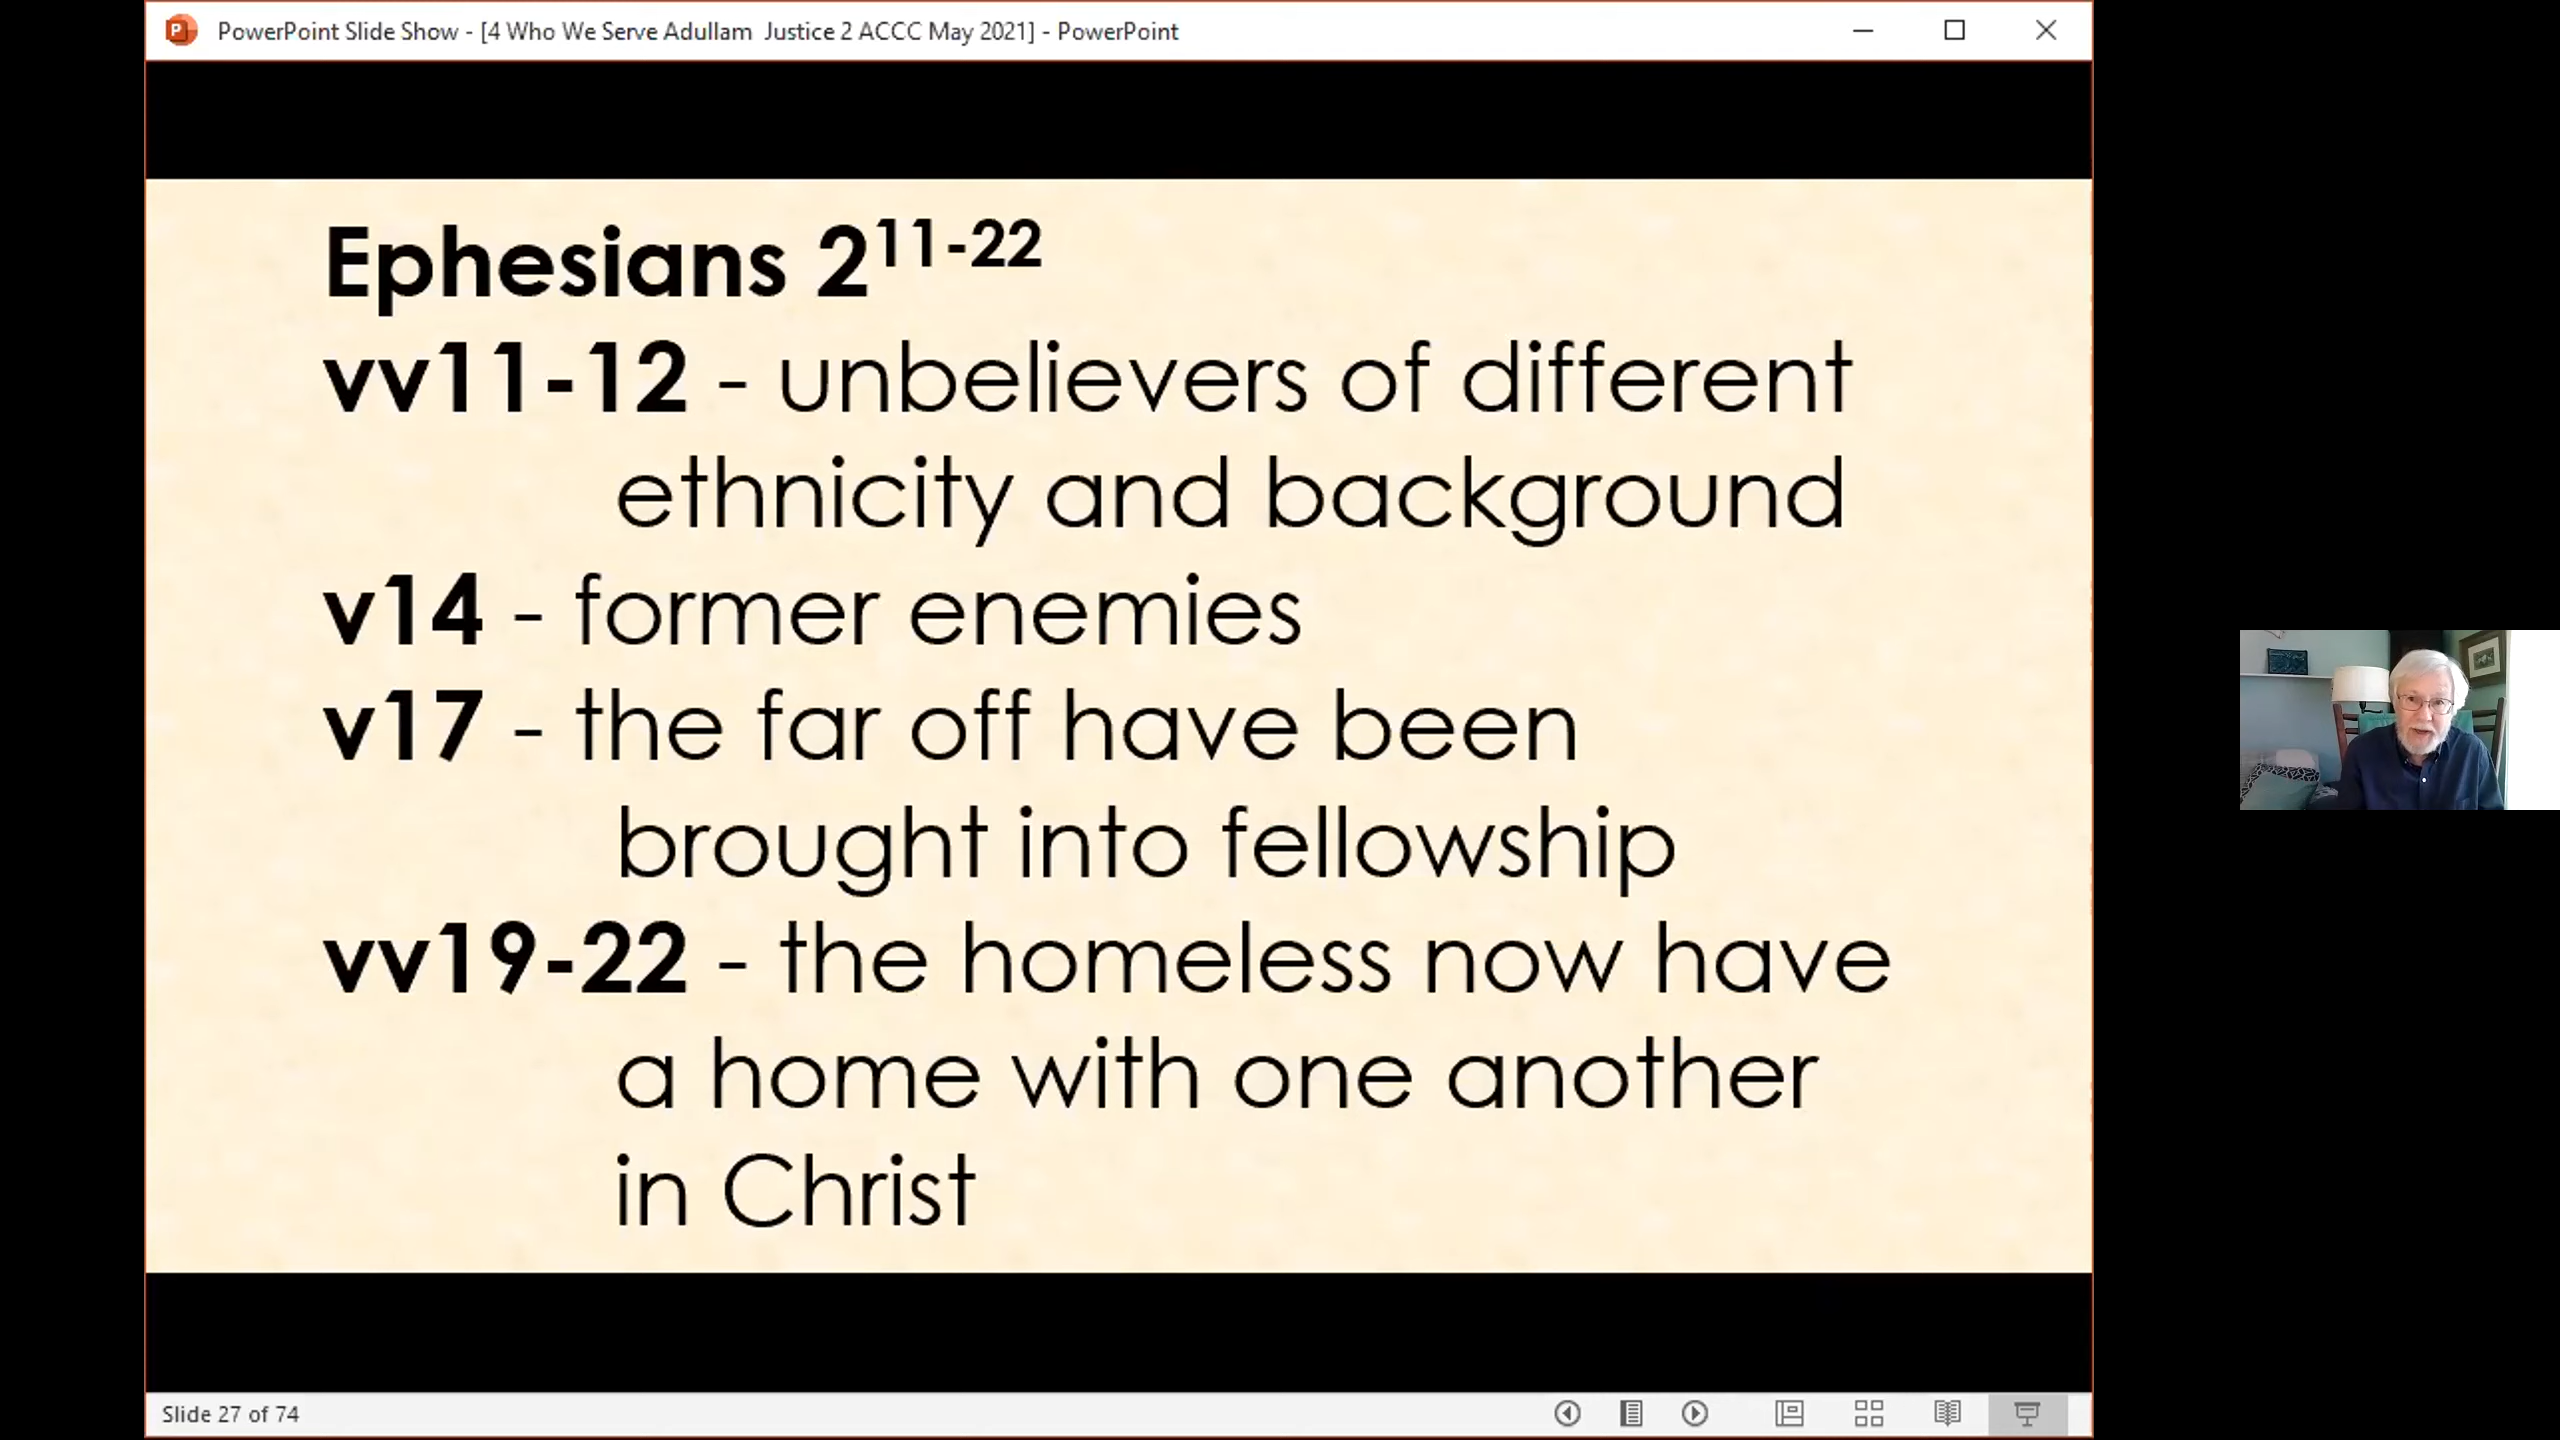 PowerPoint Slide Show - [4 Who We Serve Adullam  Justice 2 ACCC May 2021] - PowerPoint
Ephesians 2¹¹⁻²²
vv11-12 - unbelievers of different
ethnicity and background
v14 - former enemies
v17 - the far off have been
brought into fellowship
vv19-22 - the homeless now have
a home with one another
in Christ
Slide 27 of 74